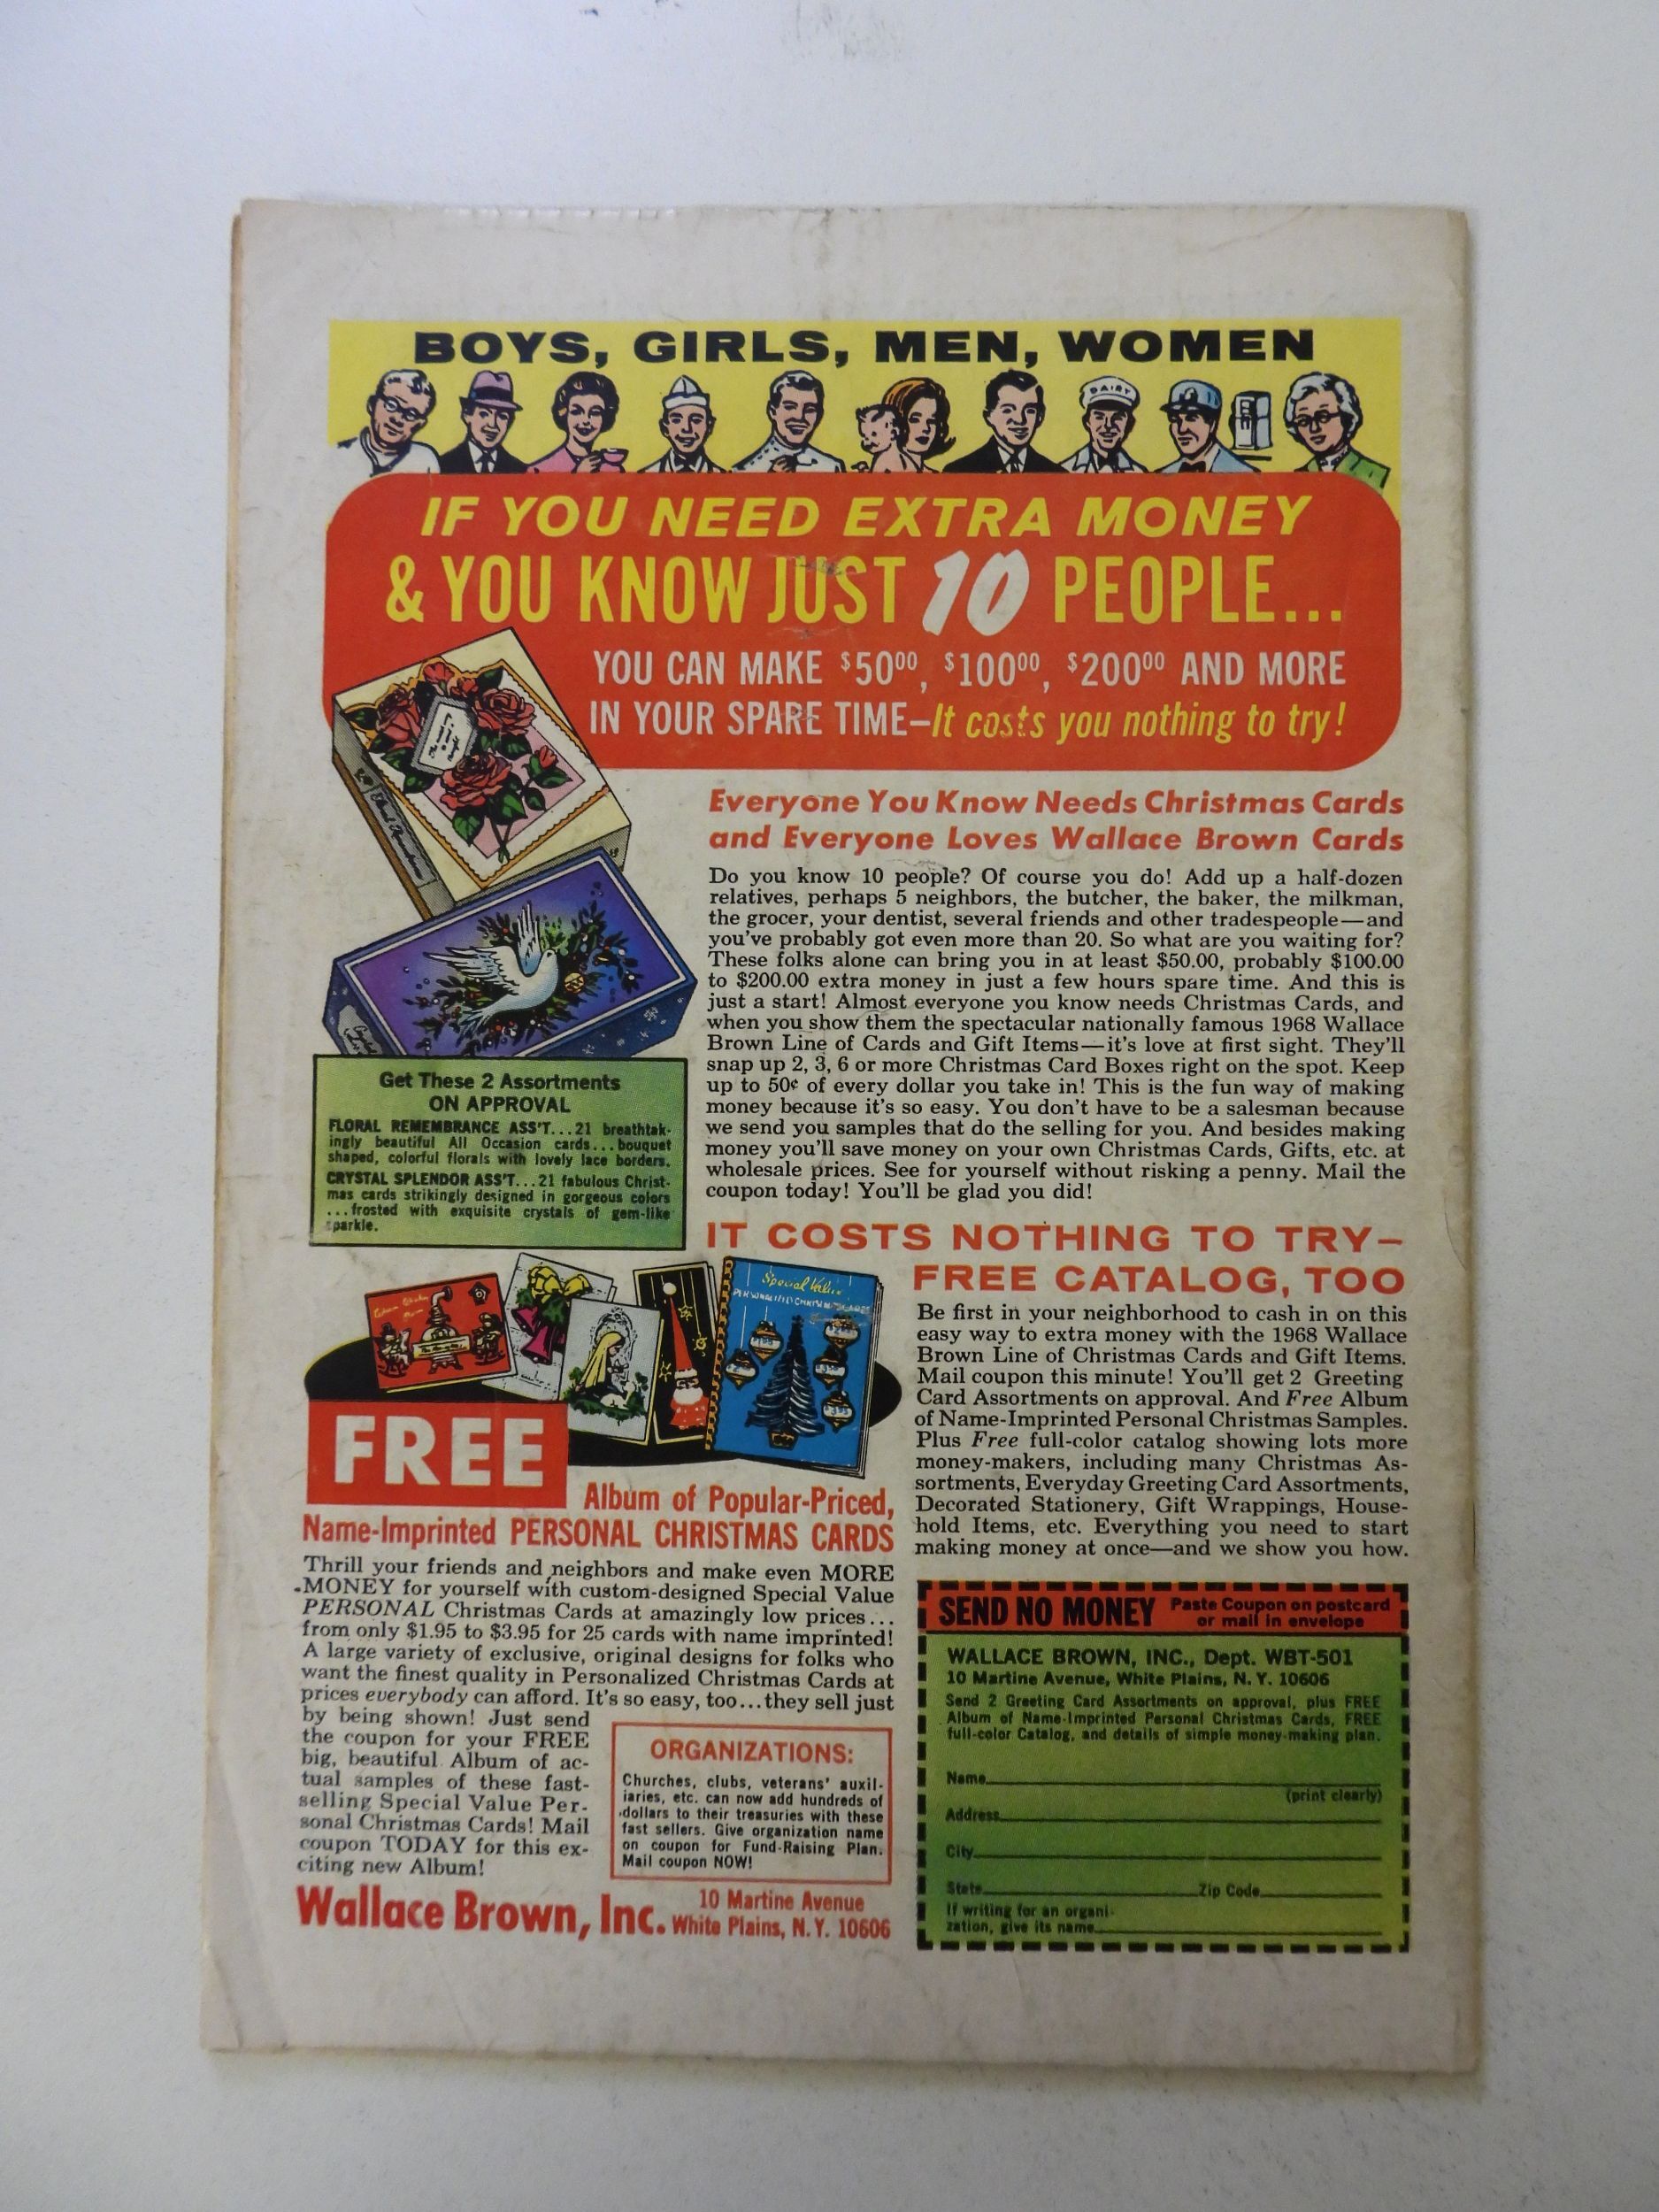 BOYS, GIRLS, MEN, WOMEN
DAIRY
IF YOU NEED EXTRA MONEY
& YOU KNOW JUST 10 PEOPLE...
YOU CAN MAKE $50⁰⁰, $100⁰⁰, $200⁰⁰ AND MORE
IN YOUR SPARE TIME–It costs you nothing to try!
Everyone You Know Needs Christmas Cards
and Everyone Loves Wallace Brown Cards
Do you know 10 people? Of course you do! Add up a half-dozen
relatives, perhaps 5 neighbors, the butcher, the baker, the milkman,
the grocer, your dentist, several friends and other tradespeople—and
you've probably got even more than 20. So what are you waiting for?
These folks alone can bring you in at least $50.00, probably $100.00
to $200.00 extra money in just a few hours spare time. And this is
just a start! Almost everyone you know needs Christmas Cards, and
when you show them the spectacular nationally famous 1968 Wallace
Brown Line of Cards and Gift Items—it's love at first sight. They'll
snap up 2, 3, 6 or more Christmas Card Boxes right on the spot. Keep
up to 50¢ of every dollar you take in! This is the fun way of making
money because it's so easy. You don't have to be a salesman because
we send you samples that do the selling for you. And besides making
money you'll save money on your own Christmas Cards, Gifts, etc. at
wholesale prices. See for yourself without risking a penny. Mail the
coupon today! You'll be glad you did!
Get These 2 Assortments
ON APPROVAL
FLORAL REMEMBRANCE ASS'T...21 breathtak-
ingly beautiful All Occasion cards...bouquet
shaped, colorful florals with lovely lace borders.
CRYSTAL SPLENDOR ASS'T...21 fabulous Christ-
mas cards strikingly designed in gorgeous colors
...frosted with exquisite crystals of gem-like
sparkle.
IT COSTS NOTHING TO TRY–
FREE CATALOG, TOO
Be first in your neighborhood to cash in on this
easy way to extra money with the 1968 Wallace
Brown Line of Christmas Cards and Gift Items.
Mail coupon this minute! You'll get 2 Greeting
Card Assortments on approval. And Free Album
of Name-Imprinted Personal Christmas Samples.
Plus Free full-color catalog showing lots more
money-makers, including many Christmas As-
sortments, Everyday Greeting Card Assortments,
Decorated Stationery, Gift Wrappings, House-
hold Items, etc. Everything you need to start
making money at once—and we show you how.
Special Value
PERSONALIZED CHRISTMAS CARDS
FREE
Album of Popular-Priced,
Name-Imprinted PERSONAL CHRISTMAS CARDS
Thrill your friends and neighbors and make even MORE
MONEY for yourself with custom-designed Special Value
PERSONAL Christmas Cards at amazingly low prices...
from only $1.95 to $3.95 for 25 cards with name imprinted!
A large variety of exclusive, original designs for folks who
want the finest quality in Personalized Christmas Cards at
prices everybody can afford. It's so easy, too...they sell just
by being shown! Just send
the coupon for your FREE
big, beautiful Album of ac-
tual samples of these fast-
selling Special Value Per-
sonal Christmas Cards! Mail
coupon TODAY for this ex-
citing new Album!
ORGANIZATIONS:
Churches, clubs, veterans' auxil-
iaries, etc. can now add hundreds of
dollars to their treasuries with these
fast sellers. Give organization name
on coupon for Fund-Raising Plan.
Mail coupon NOW!
Wallace Brown, Inc.
10 Martine Avenue
White Plains, N.Y. 10606
SEND NO MONEY
Paste Coupon on postcard
or mail in envelope
WALLACE BROWN, INC., Dept. WBT-501
10 Martine Avenue, White Plains, N. Y. 10606
Send 2 Greeting Card Assortments on approval, plus FREE
Album of Name-Imprinted Personal Christmas Cards, FREE
full-color Catalog, and details of simple money-making plan.
Name
(print clearly)
Address
City
State Zip Code
If writing for an organi-
zation, give its name